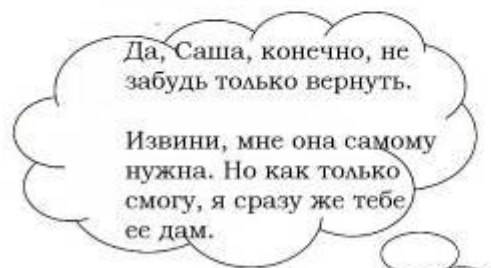 Да, Саша, конечно, не
забудь только вернуть.
Извини, мне она самому
нужна. Но как только
смогу, я сразу же тебе
ее дам.